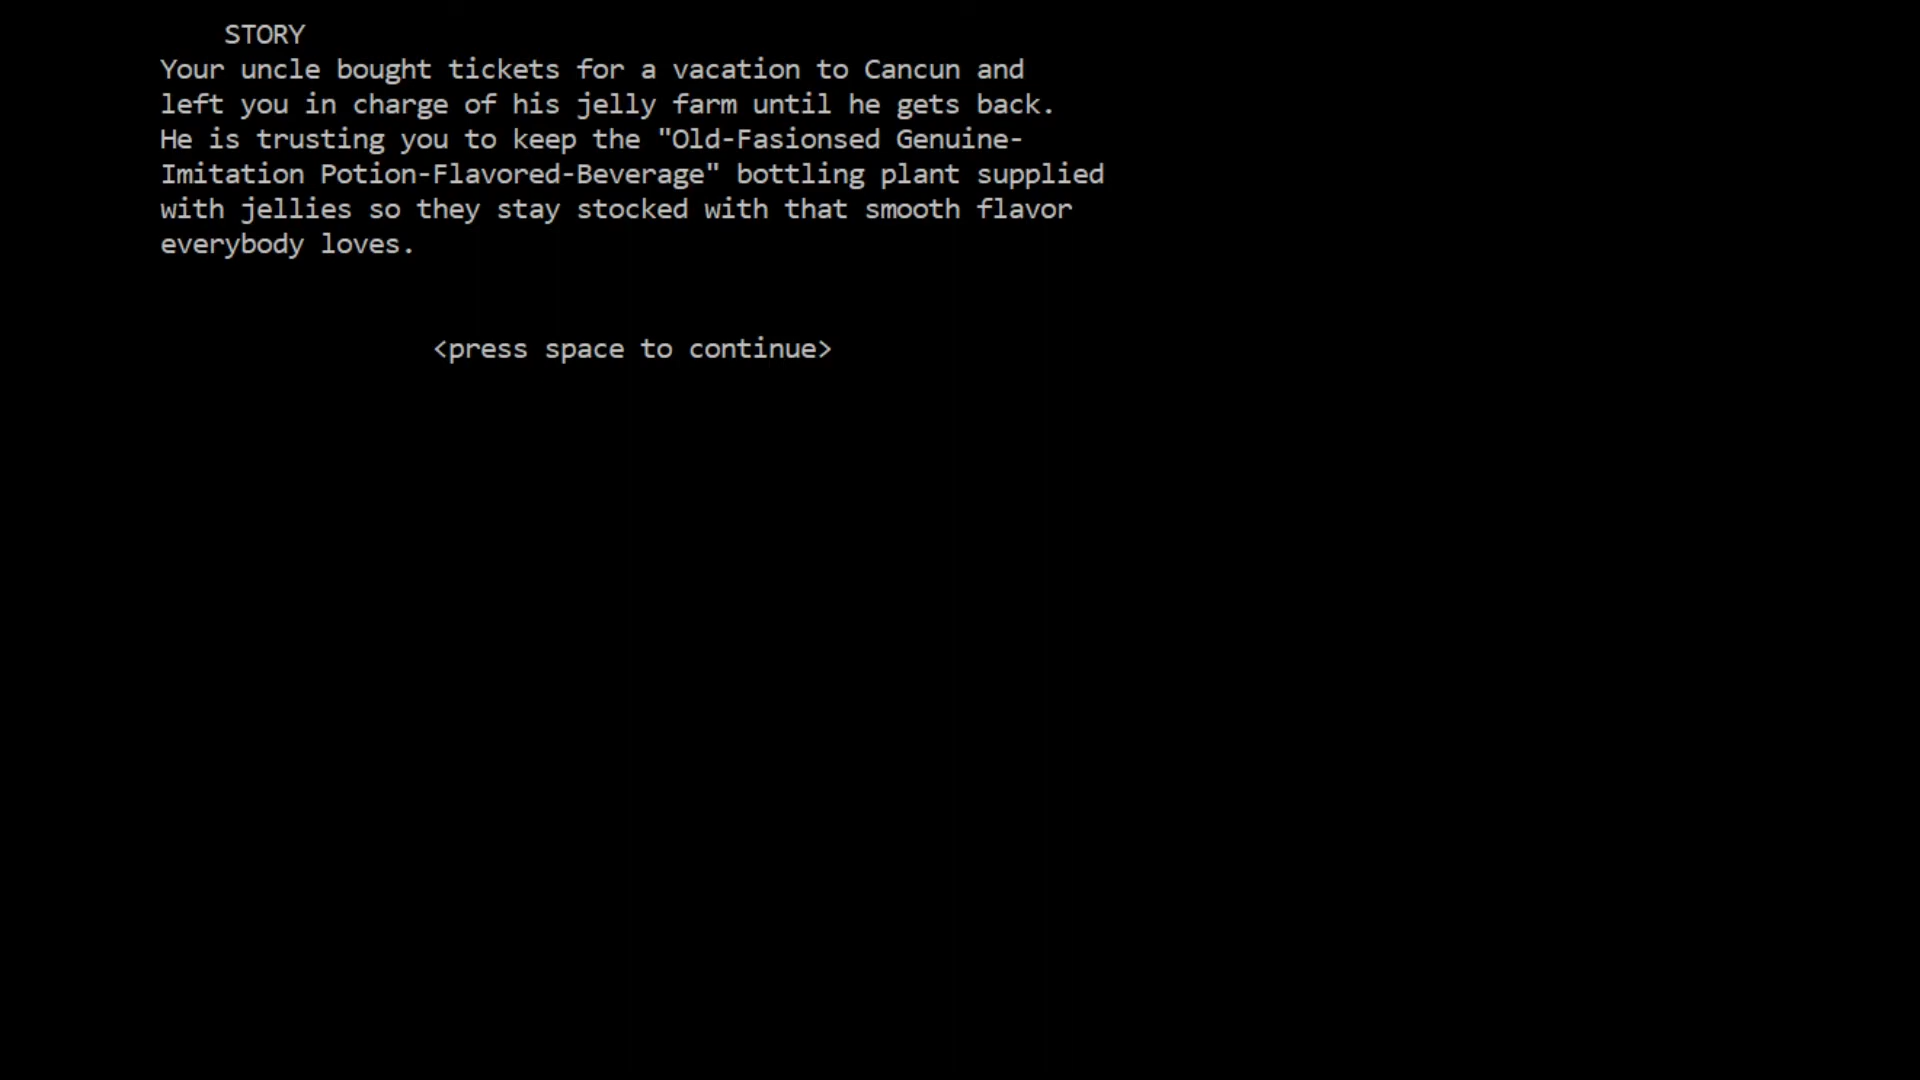 STORY
Your uncle bought tickets for a vacation to Cancun and
left you in charge of his jelly farm until he gets back.
He is trusting you to keep the "Old-Fasionsed Genuine-
Imitation Potion-Flavored-Beverage" bottling plant supplied
with jellies so they stay stocked with that smooth flavor
everybody loves.
<press space to continue>